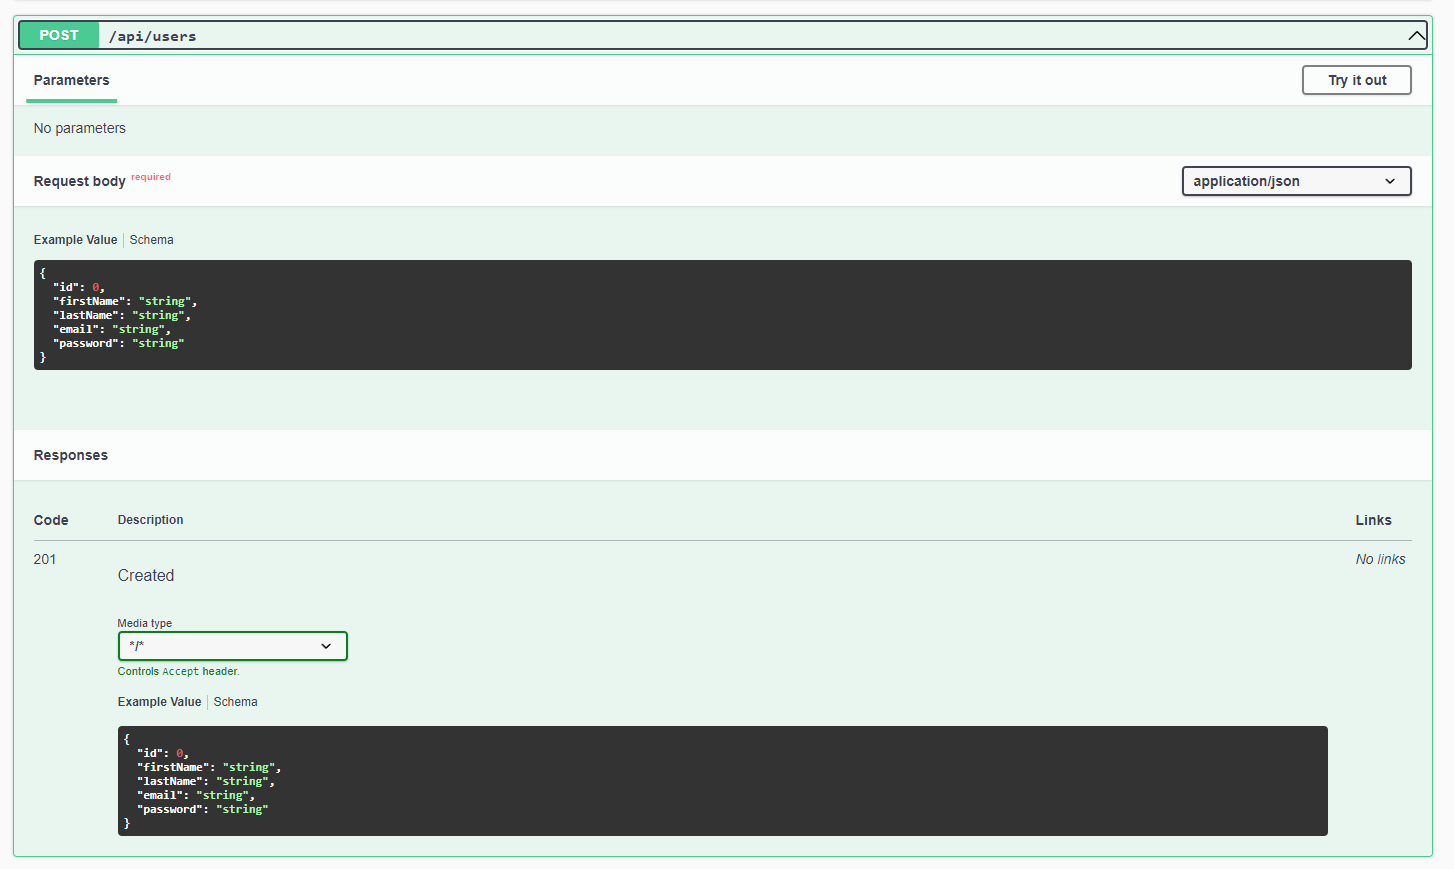 POST /api/users
Parameters Try it out
No parameters
Request body required application/json
Example Value Schema
{
  "id": 0,
  "firstName": "string",
  "lastName": "string",
  "email": "string",
  "password": "string"
}
Responses
Code Description Links
201 No links
Created
Media type
*/*
Controls Accept header.
Example Value Schema
{
  "id": 0,
  "firstName": "string",
  "lastName": "string",
  "email": "string",
  "password": "string"
}